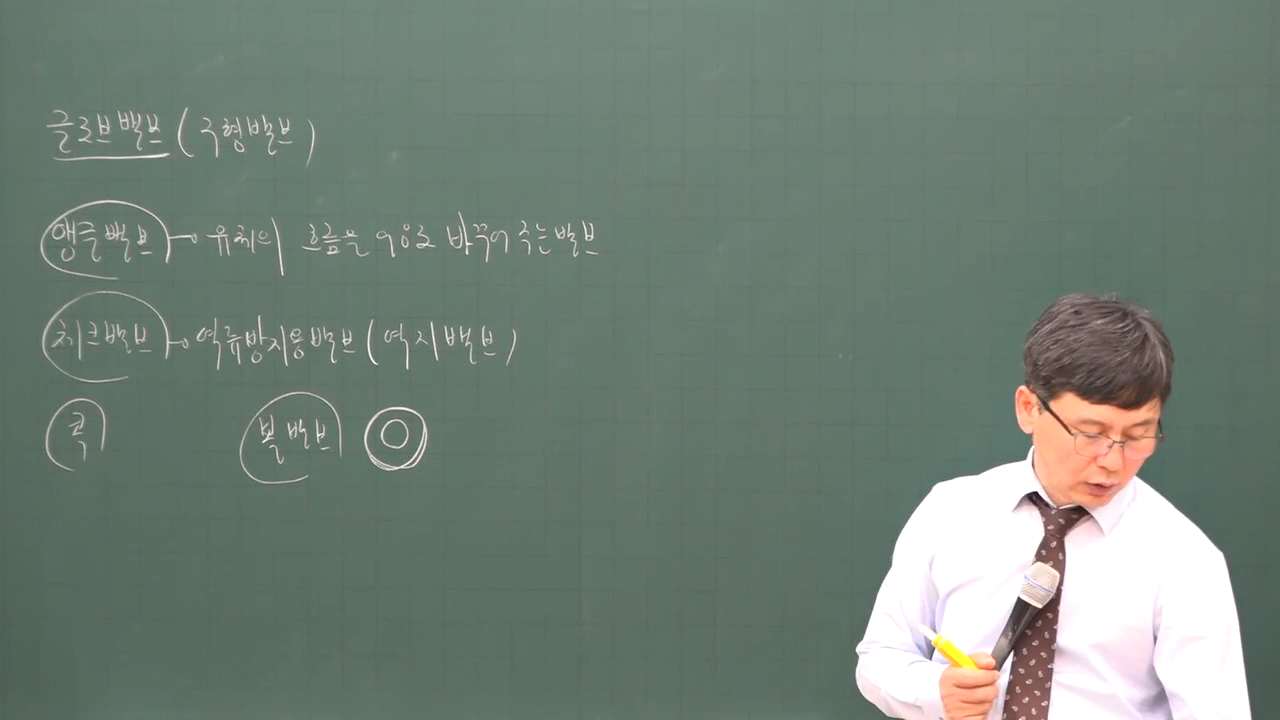 글로브밸브 (구형밸브)
앵글밸브 → 유체의 흐름을 90°로 바꾸어 주는 밸브
체크밸브 → 역류방지용밸브 (역지밸브)
콕 볼밸브